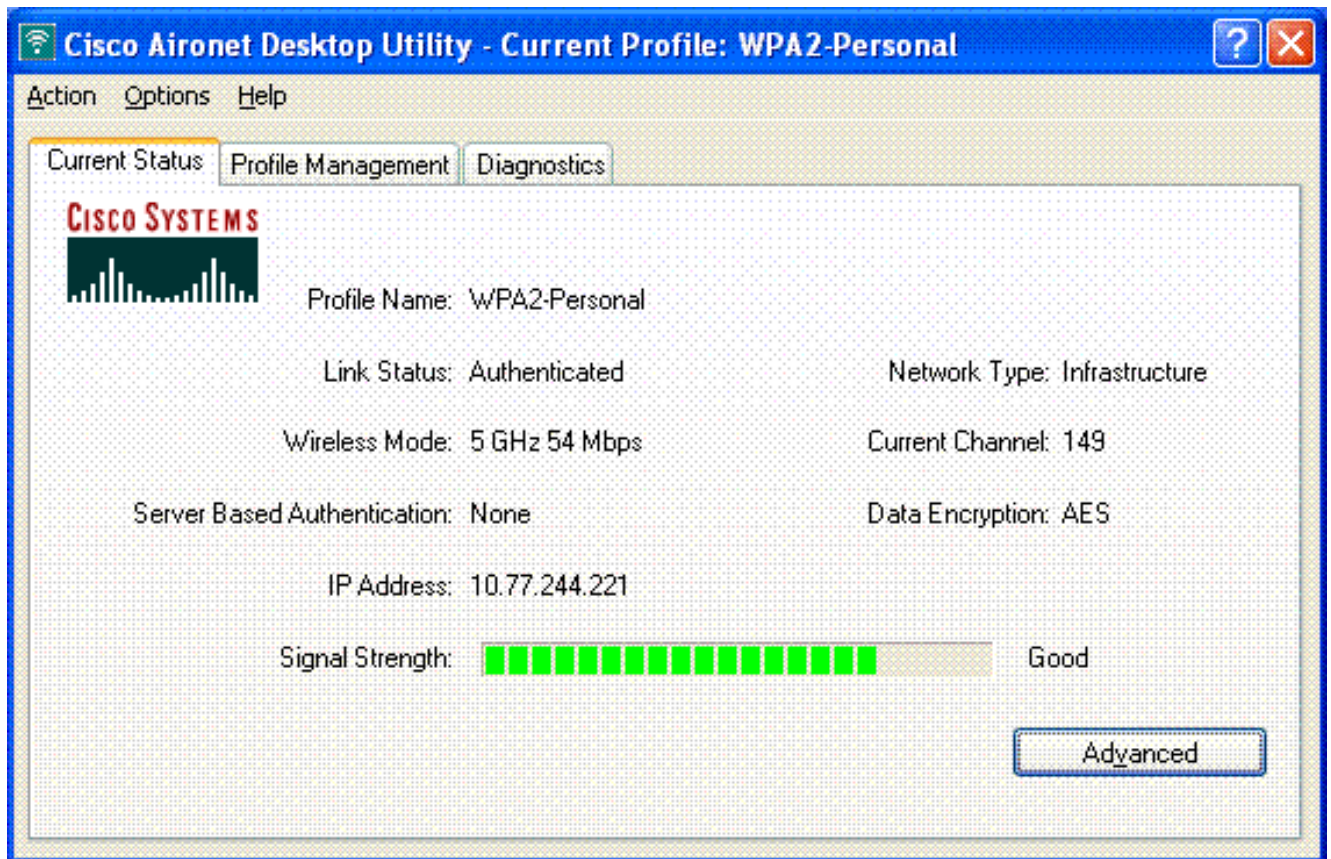 Cisco Aironet Desktop Utility - Current Profile: WPA2-Personal
Action Options Help
Current Status Profile Management Diagnostics
CISCO SYSTEMS
Profile Name: WPA2-Personal
Link Status: Authenticated Network Type: Infrastructure
Wireless Mode: 5 GHz 54 Mbps Current Channel: 149
Server Based Authentication: None Data Encryption: AES
IP Address: 10.77.244.221
Signal Strength: Good
Advanced